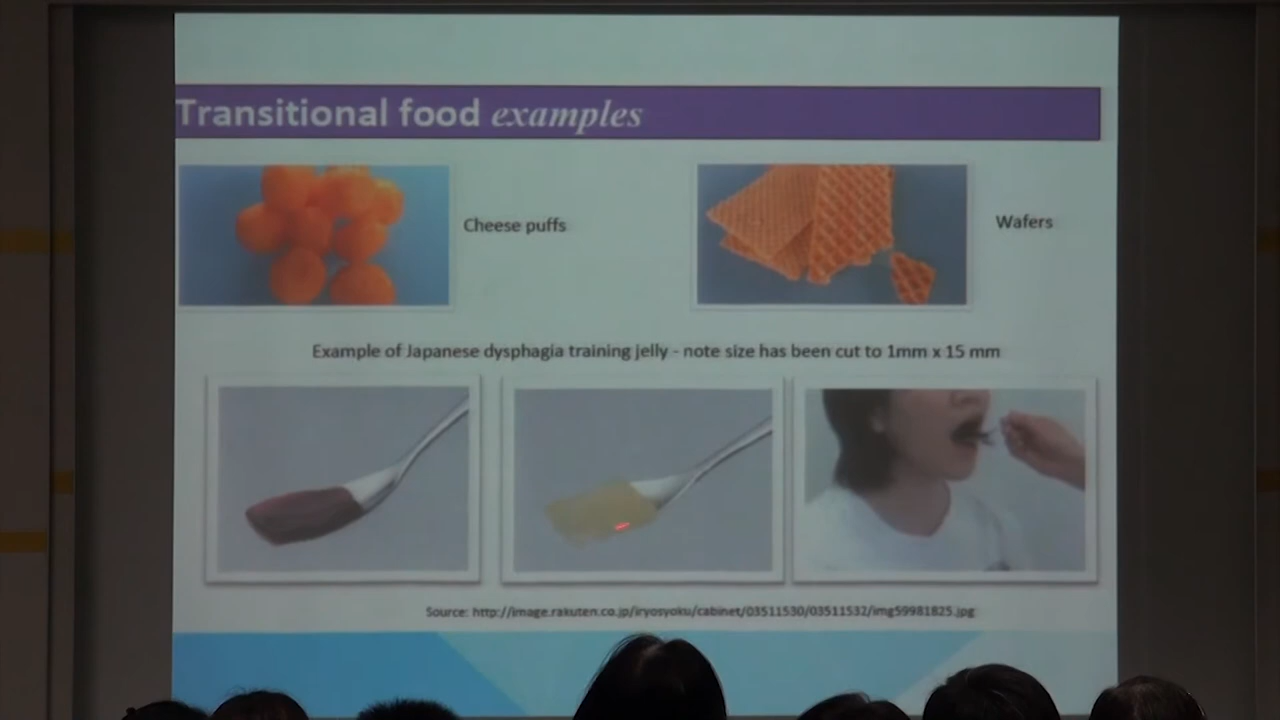 Transitional food examples
Cheese puffs
Wafers
Example of Japanese dysphagia training jelly - note size has been cut to 1mm x 15 mm
Source: http://image.rakuten.co.jp/iryosyoku/cabinet/03511530/03511532/img59981825.jpg